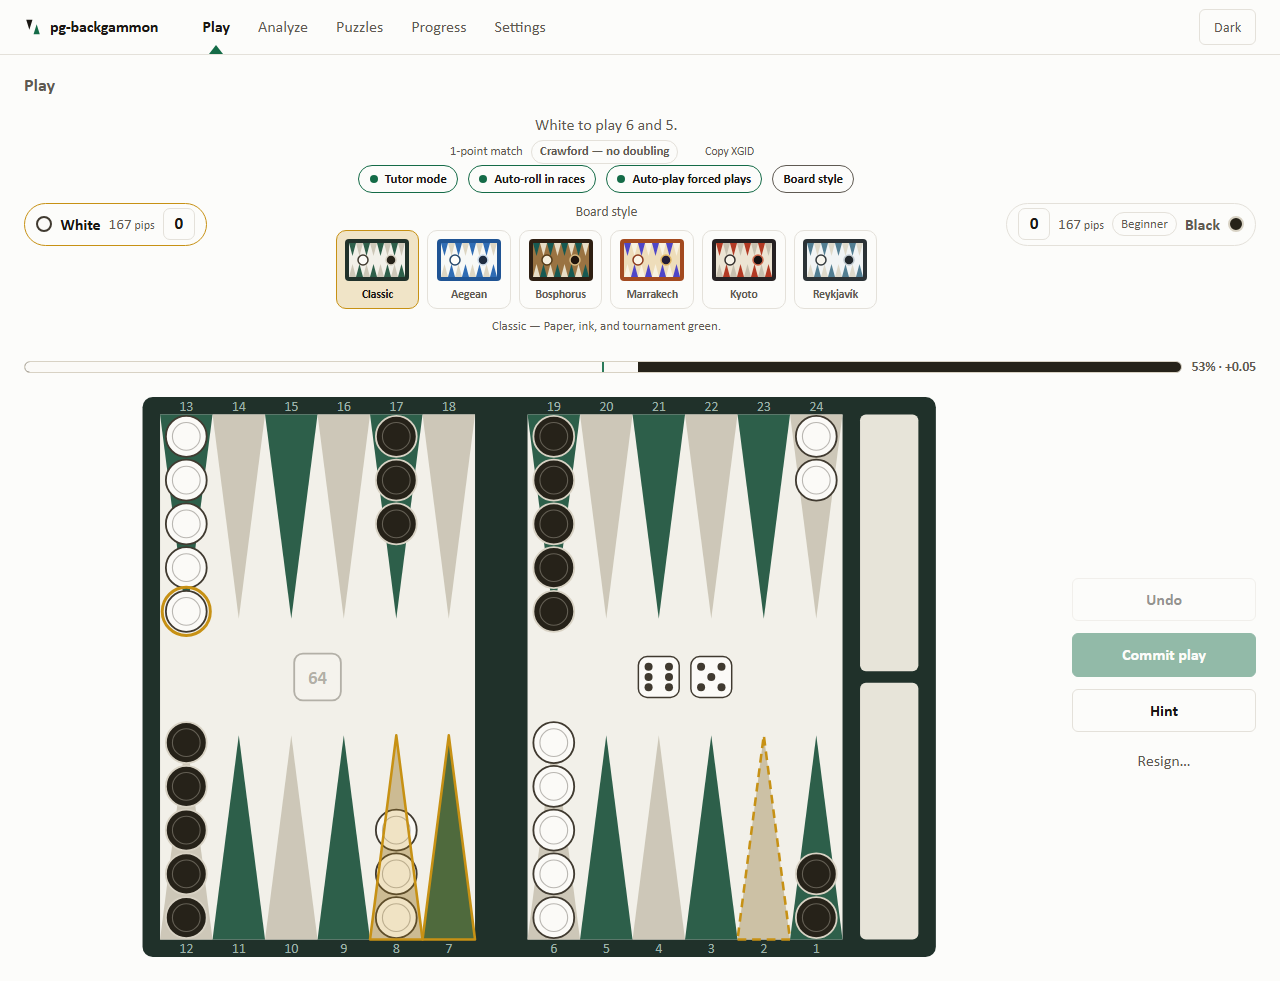 pg-backgammon Play Analyze Puzzles Progress Settings Dark
Play
White to play 6 and 5.
1-point match Crawford — no doubling Copy XGID
Tutor mode Auto-roll in races Auto-play forced plays Board style
White 167 pips 0
Board style
0 167 pips Beginner Black
Classic Aegean Bosphorus Marrakech Kyoto Reykjavík
Classic — Paper, ink, and tournament green.
53% · +0.05
13 14 15 16 17 18 19 20 21 22 23 24
64
12 11 10 9 8 7 6 5 4 3 2 1
Undo
Commit play
Hint
Resign...